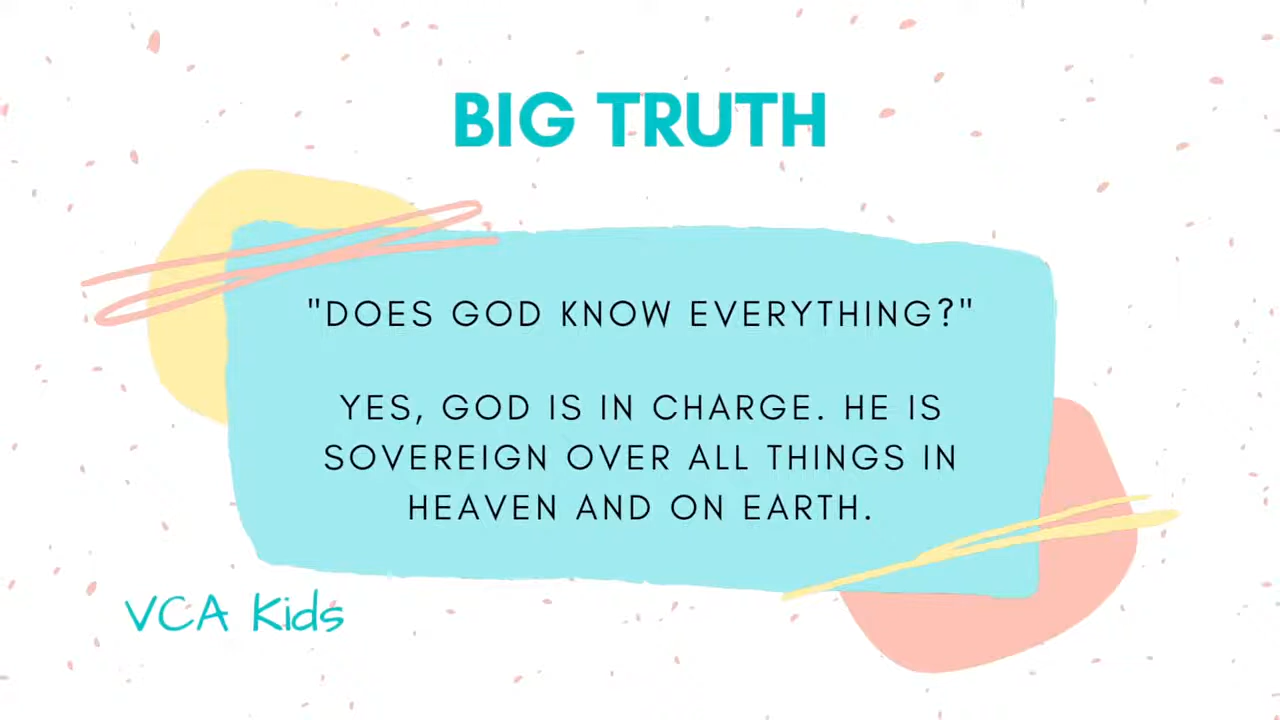 BIG TRUTH
"DOES GOD KNOW EVERYTHING?"
YES, GOD IS IN CHARGE. HE IS
SOVEREIGN OVER ALL THINGS IN
HEAVEN AND ON EARTH.
VCA Kids